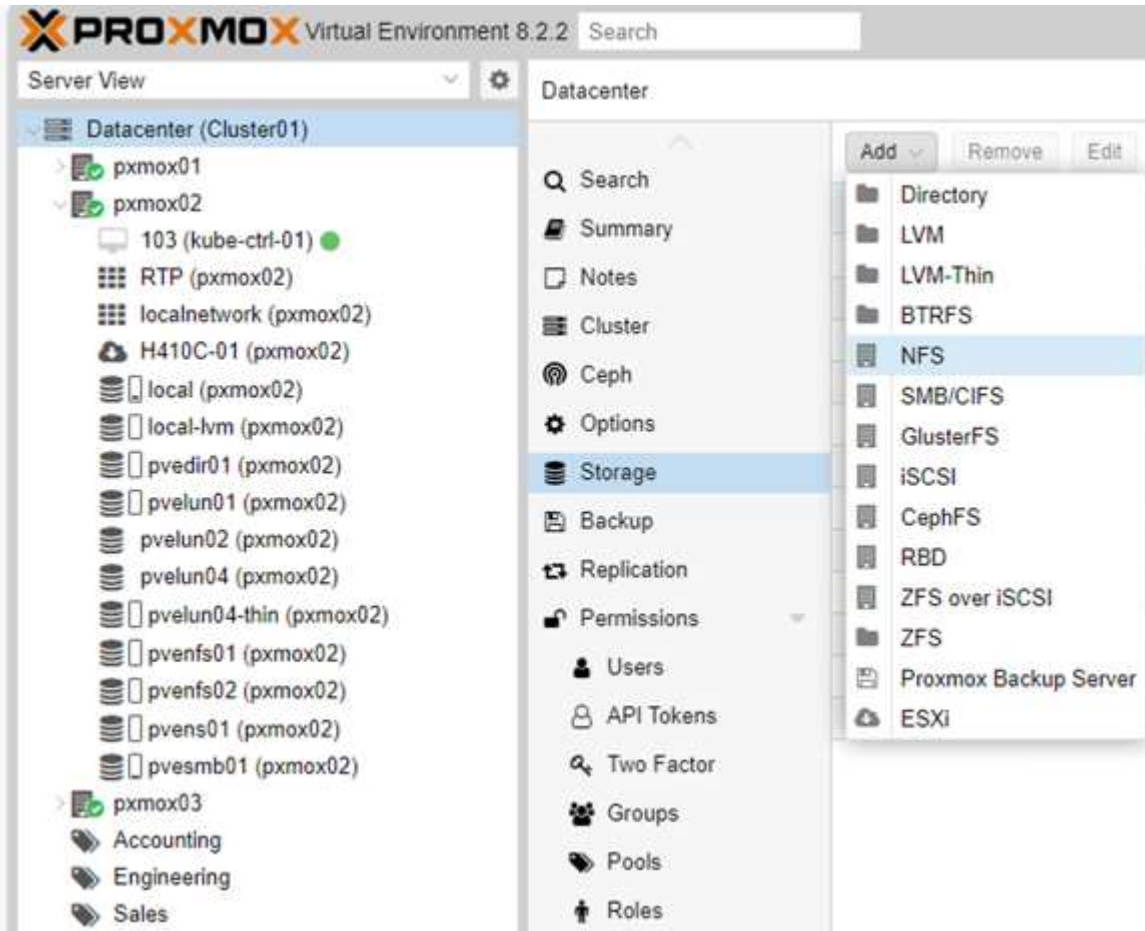 PROXMOX Virtual Environment 8.2.2 Search
Server View
Datacenter (Cluster01)
pxmox01
pxmox02
103 (kube-ctrl-01)
RTP (pxmox02)
localnetwork (pxmox02)
H410C-01 (pxmox02)
local (pxmox02)
local-lvm (pxmox02)
pvedir01 (pxmox02)
pvelun01 (pxmox02)
pvelun02 (pxmox02)
pvelun04 (pxmox02)
pvelun04-thin (pxmox02)
pvenfs01 (pxmox02)
pvenfs02 (pxmox02)
pvens01 (pxmox02)
pvesmb01 (pxmox02)
pxmox03
Accounting
Engineering
Sales
Datacenter
Search
Summary
Notes
Cluster
Ceph
Options
Storage
Backup
Replication
Permissions
Users
API Tokens
Two Factor
Groups
Pools
Roles
Add Remove Edit
Directory
LVM
LVM-Thin
BTRFS
NFS
SMB/CIFS
GlusterFS
iSCSI
CephFS
RBD
ZFS over iSCSI
ZFS
Proxmox Backup Server
ESXi